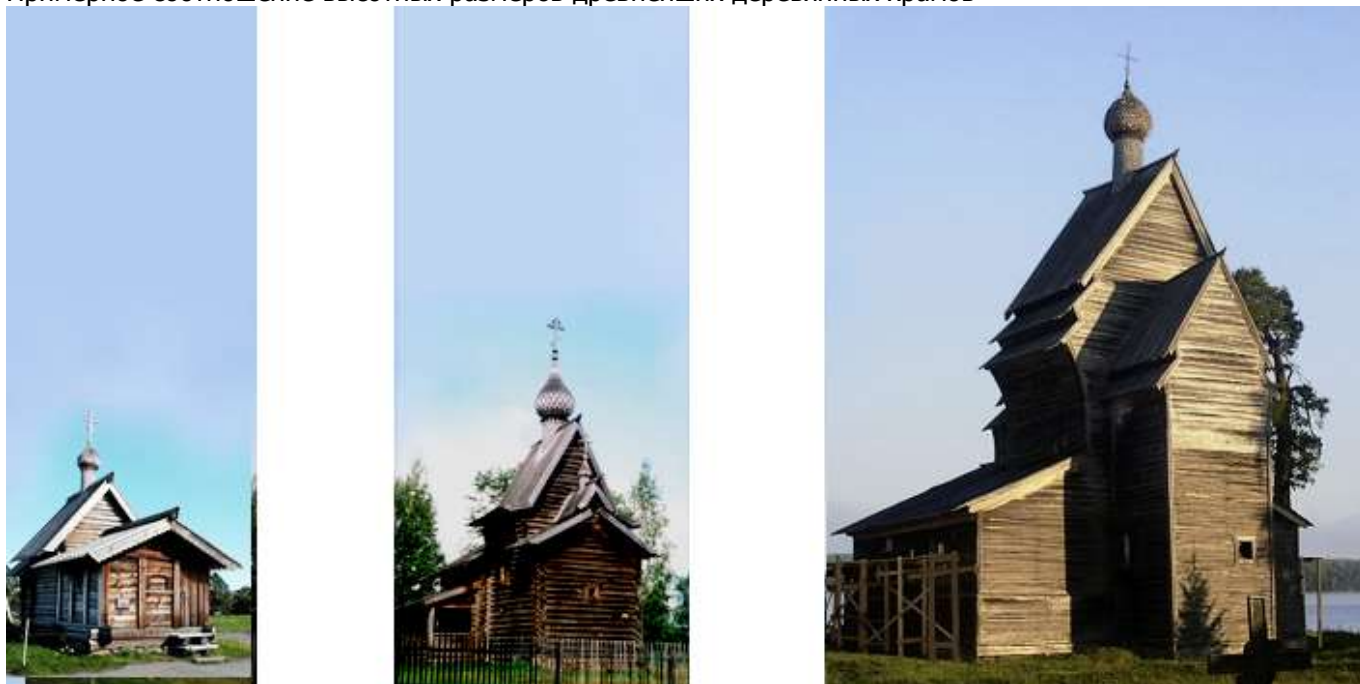 Примерное соотношение высотных размеров древнейших деревянных храмов